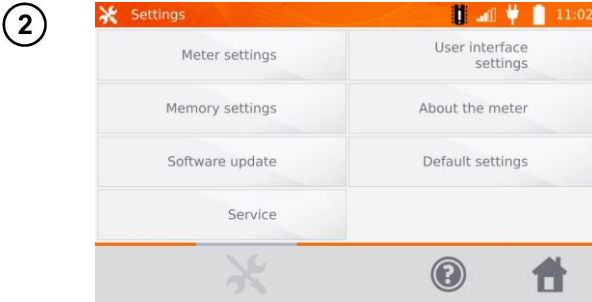 2
Settings
11:02
Meter settings
User interface
settings
Memory settings
About the meter
Software update
Default settings
Service
?